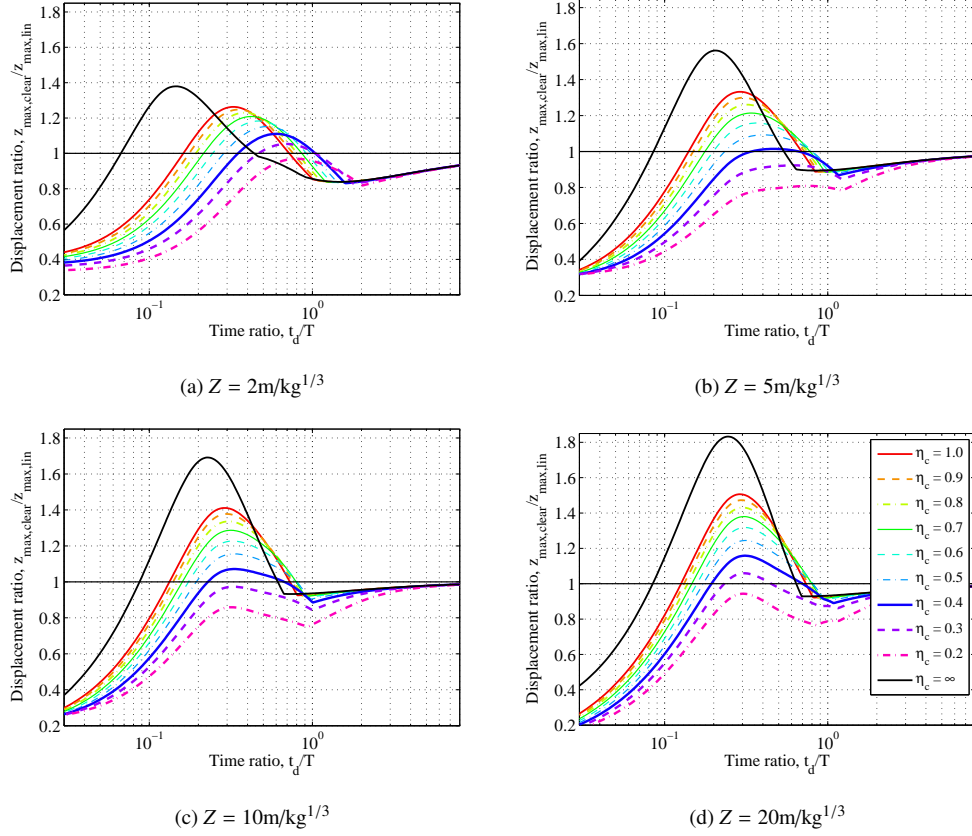 1.8
1.6
1.4
1.2
1
0.8
0.6
0.4
0.2
Displacement ratio, z_max,clear/z_max,lin
10^-1
10^0
Time ratio, t_d/T
(a) Z = 2m/kg^1/3
1.8
1.6
1.4
1.2
1
0.8
0.6
0.4
0.2
Displacement ratio, z_max,clear/z_max,lin
10^-1
10^0
Time ratio, t_d/T
(b) Z = 5m/kg^1/3
1.8
1.6
1.4
1.2
1
0.8
0.6
0.4
0.2
Displacement ratio, z_max,clear/z_max,lin
10^-1
10^0
Time ratio, t_d/T
(c) Z = 10m/kg^1/3
1.8
1.6
1.4
1.2
1
0.8
0.6
0.4
0.2
Displacement ratio, z_max,clear/z_max,lin
10^-1
10^0
Time ratio, t_d/T
η_c = 1.0
η_c = 0.9
η_c = 0.8
η_c = 0.7
η_c = 0.6
η_c = 0.5
η_c = 0.4
η_c = 0.3
η_c = 0.2
η_c = ∞
(d) Z = 20m/kg^1/3